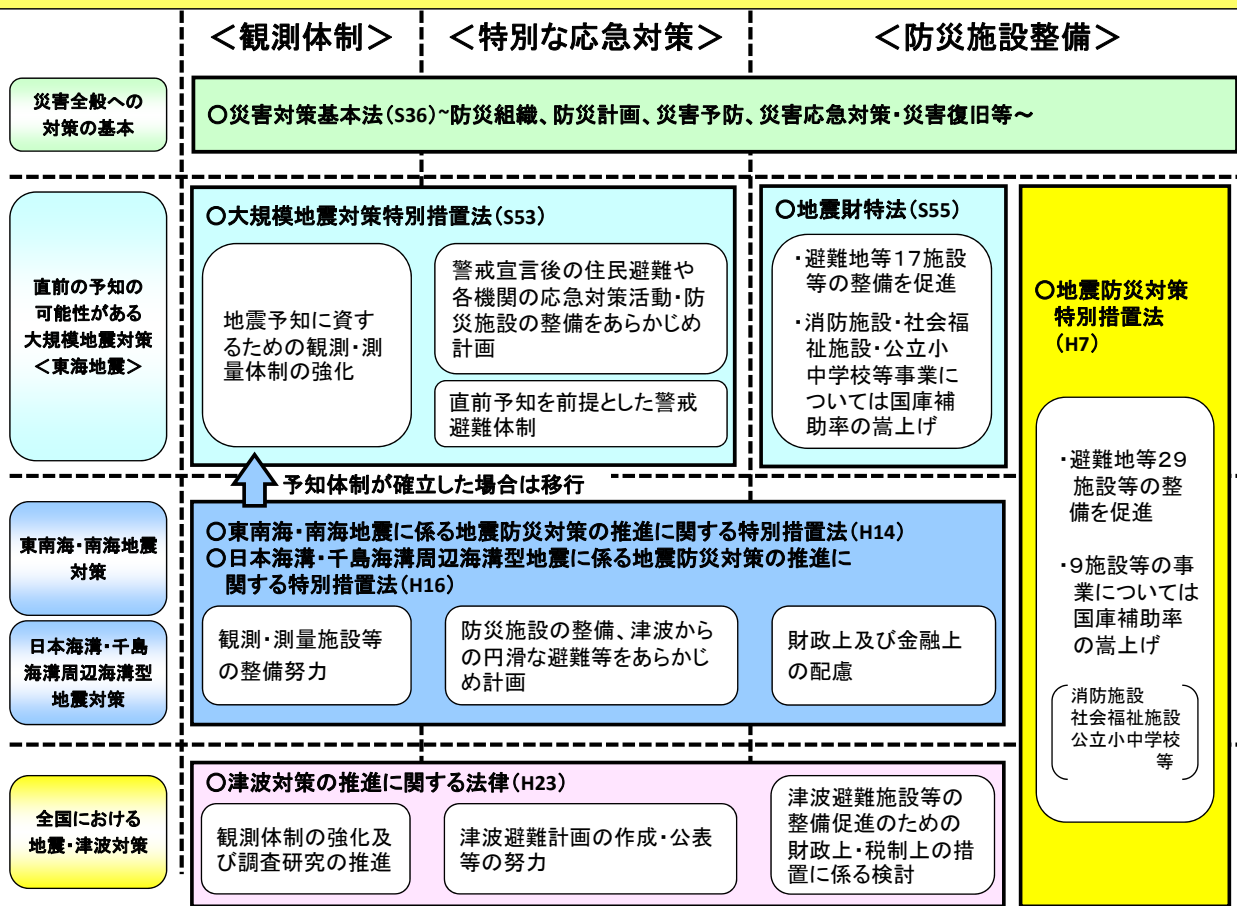 ＜観測体制＞
＜特別な応急対策＞
＜防災施設整備＞
災害全般への
対策の基本
○災害対策基本法(S36)~防災組織、防災計画、災害予防、災害応急対策･災害復旧等～
直前の予知の
可能性がある
大規模地震対策
＜東海地震＞
○大規模地震対策特別措置法(S53)
地震予知に資す
るための観測･測
量体制の強化
警戒宣言後の住民避難や
各機関の応急対策活動･防
災施設の整備をあらかじめ
計画
直前予知を前提とした警戒
避難体制
○地震財特法(S55)
･避難地等17施設
等の整備を促進
･消防施設･社会福
祉施設･公立小
中学校等事業に
ついては国庫補
助率の嵩上げ
○地震防災対策
特別措置法
(H7)
･避難地等29
施設等の整
備を促進
･9施設等の事
業については
国庫補助率
の嵩上げ
消防施設
社会福祉施設
公立小中学校
等
予知体制が確立した場合は移行
東南海･南海地震
対策
日本海溝･千島
海溝周辺海溝型
地震対策
○東南海･南海地震に係る地震防災対策の推進に関する特別措置法(H14)
○日本海溝･千島海溝周辺海溝型地震に係る地震防災対策の推進に
関する特別措置法(H16)
観測･測量施設等
の整備努力
防災施設の整備、津波から
の円滑な避難等をあらかじ
め計画
財政上及び金融上
の配慮
全国における
地震･津波対策
○津波対策の推進に関する法律(H23)
観測体制の強化及
び調査研究の推進
津波避難計画の作成･公表
等の努力
津波避難施設等の
整備促進のための
財政上･税制上の措
置に係る検討